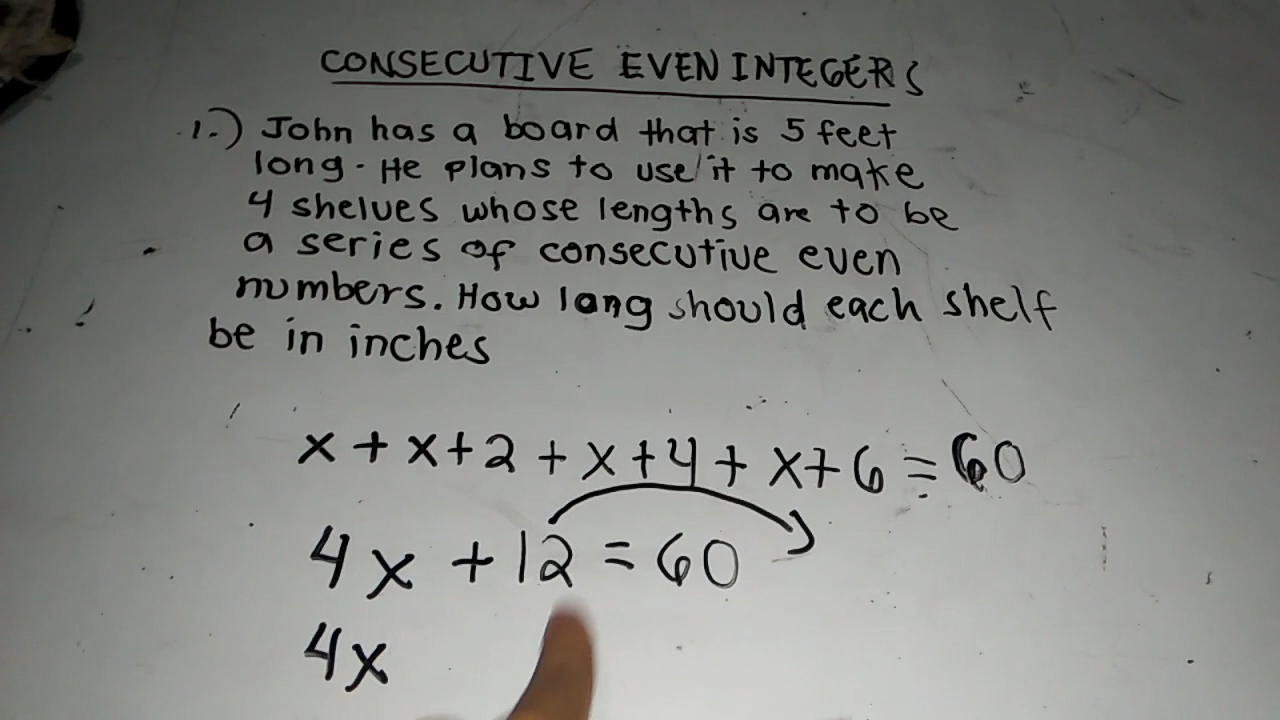 CONSECUTIVE EVEN INTEGERS
1.) John has a board that is 5 feet
long. He plans to use it to make
4 shelves whose lengths are to be
a series of consecutive even
numbers. How long should each shelf
be in inches
x + x+2 + x+4 + x+6 = 60
4x + 12 = 60
4x